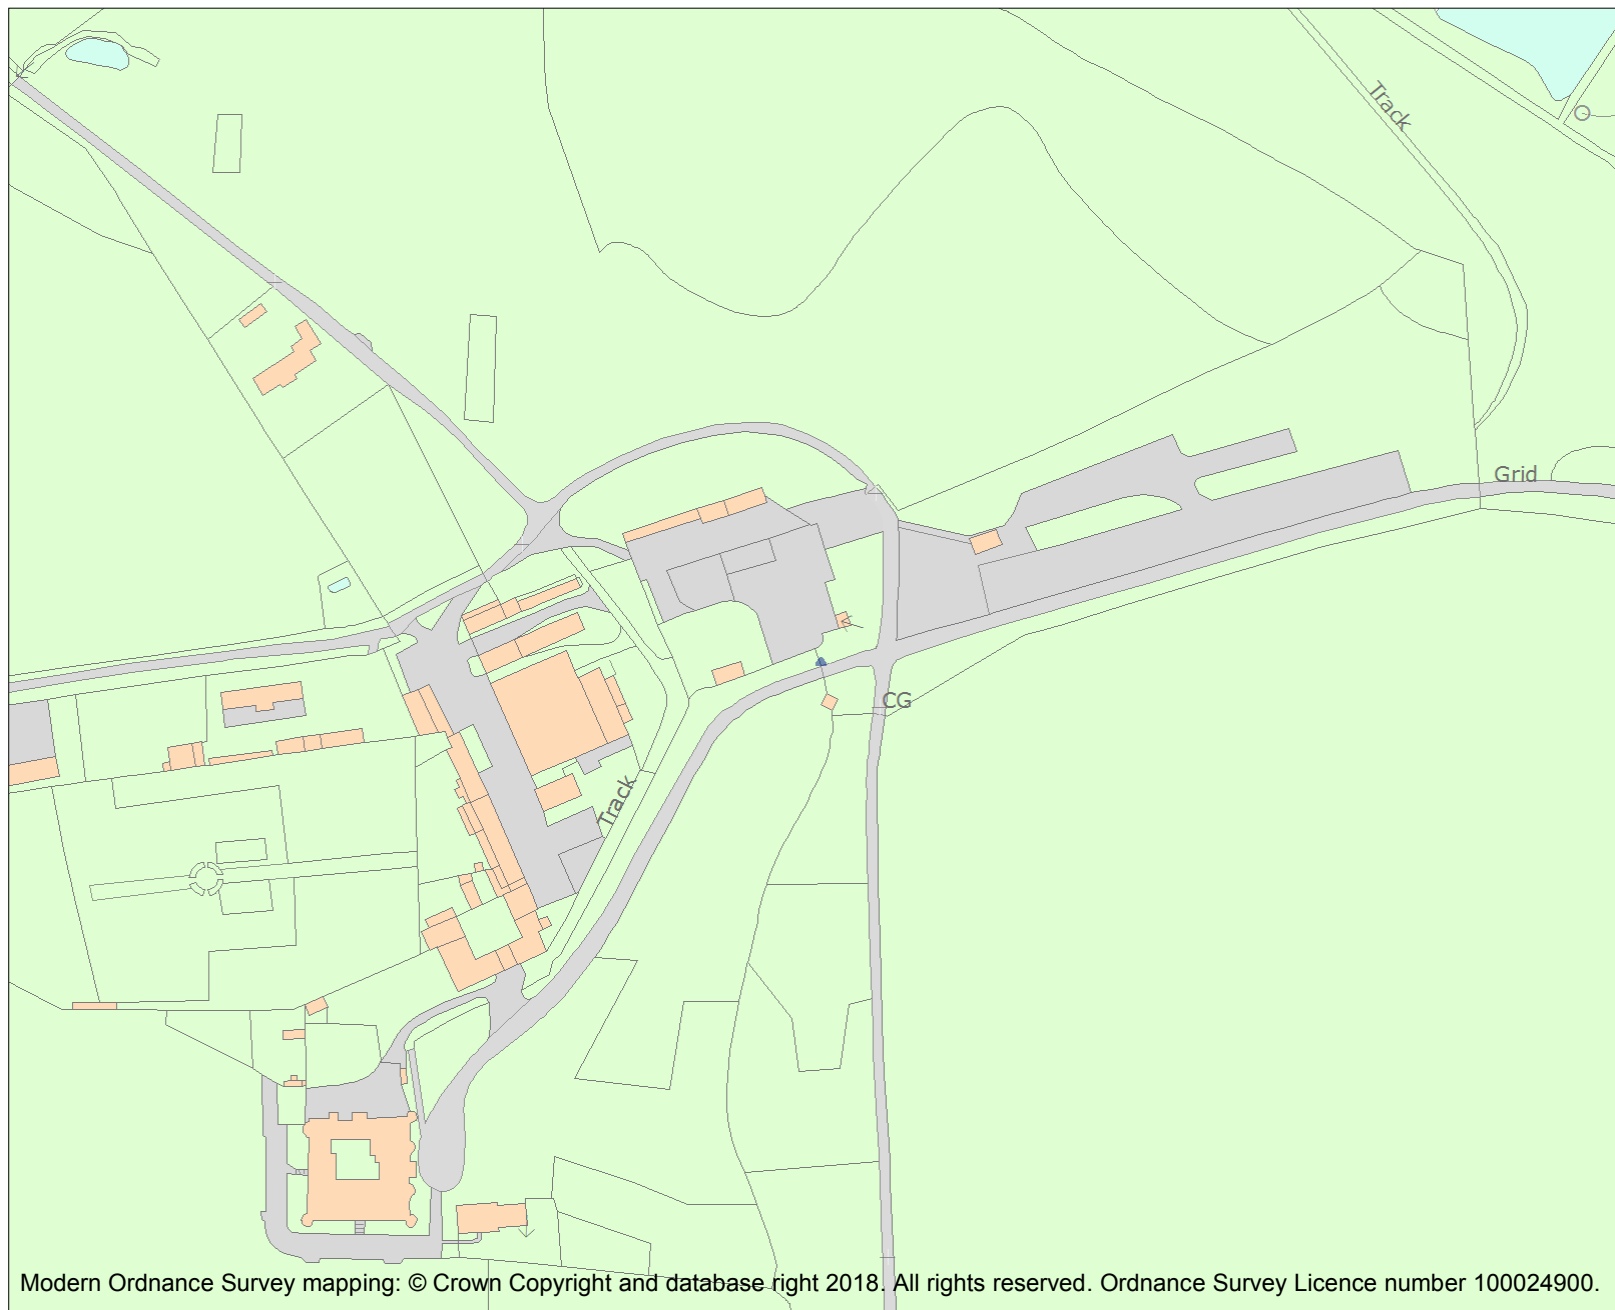 Track
Grid
CG
Track
Modern Ordnance Survey mapping: © Crown Copyright and database right 2018. All rights reserved. Ordnance Survey Licence number 100024900.